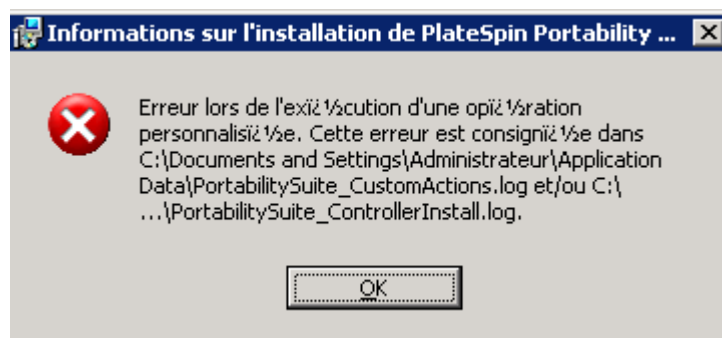 Informations sur l'installation de PlateSpin Portability ...
Erreur lors de l'exï¿½cution d'une opï¿½ration
personnalisï¿½e. Cette erreur est consignï¿½e dans
C:\Documents and Settings\Administrateur\Application
Data\PortabilitySuite_CustomActions.log et/ou C:\
...\PortabilitySuite_ControllerInstall.log.
OK